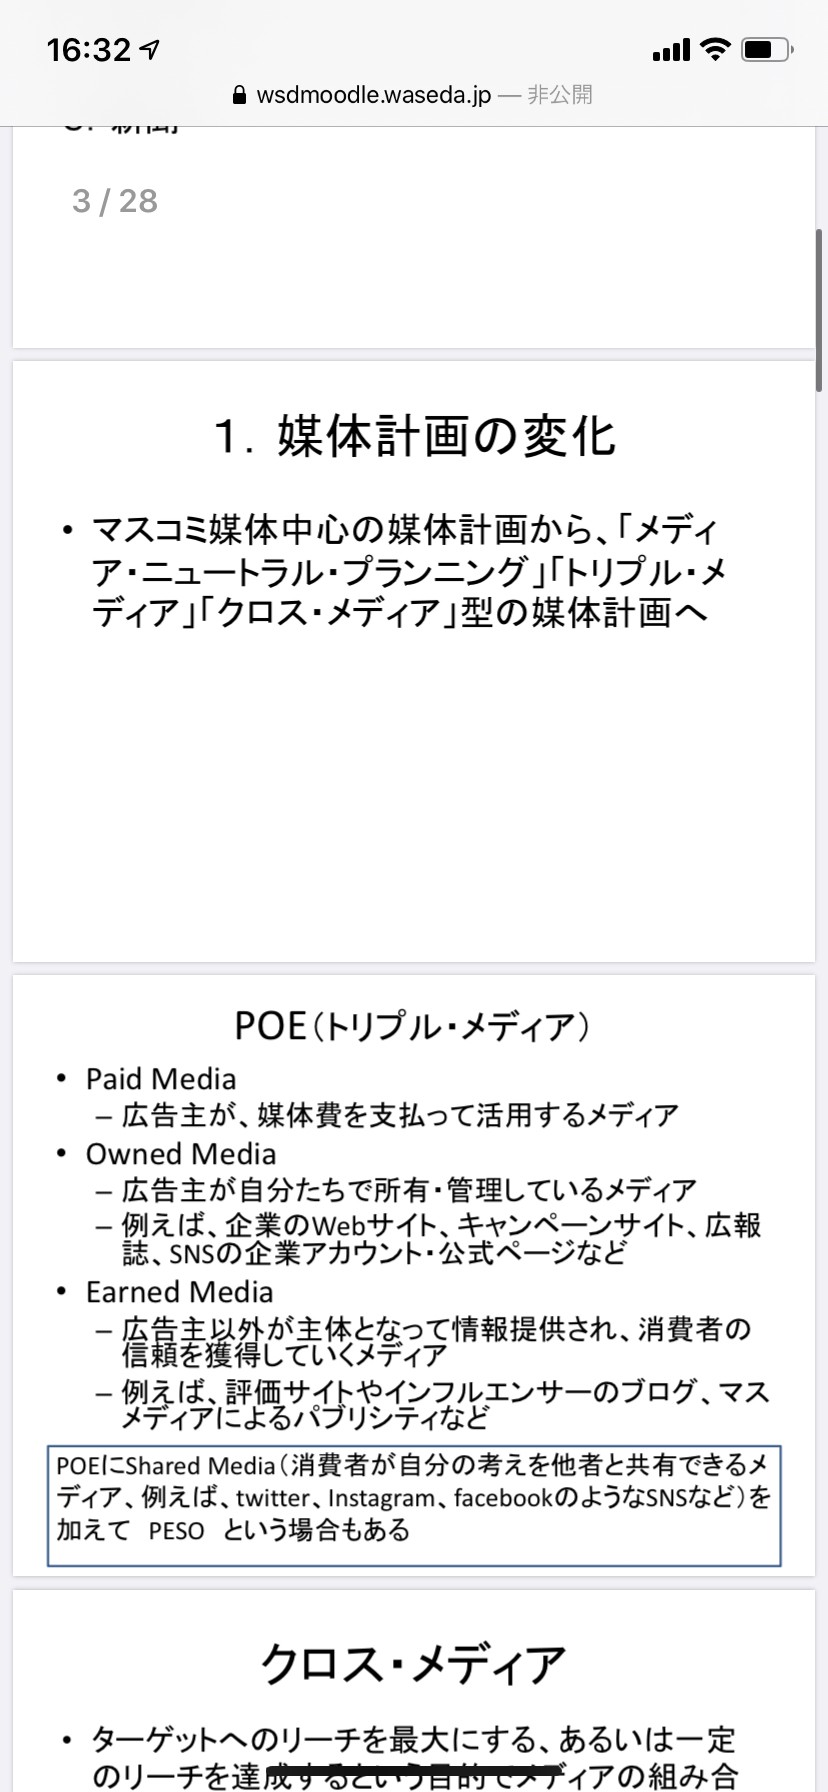 16:32
wsdmoodle.waseda.jp — 非公開
3 / 28
1. 媒体計画の変化
• マスコミ媒体中心の媒体計画から、「メディ
ア・ニュートラル・プランニング」「トリプル・メ
ディア」「クロス・メディア」型の媒体計画へ
POE（トリプル・メディア）
• Paid Media
– 広告主が、媒体費を支払って活用するメディア
• Owned Media
– 広告主が自分たちで所有・管理しているメディア
– 例えば、企業のWebサイト、キャンペーンサイト、広報
誌、SNSの企業アカウント・公式ページなど
• Earned Media
– 広告主以外が主体となって情報提供され、消費者の
信頼を獲得していくメディア
– 例えば、評価サイトやインフルエンサーのブログ、マス
メディアによるパブリシティなど
POEにShared Media（消費者が自分の考えを他者と共有できるメ
ディア、例えば、twitter、Instagram、facebookのようなSNSなど）を
加えて PESO という場合もある
クロス・メディア
• ターゲットへのリーチを最大にする、あるいは一定
のリーチを達成するという目的でメディアの組み合